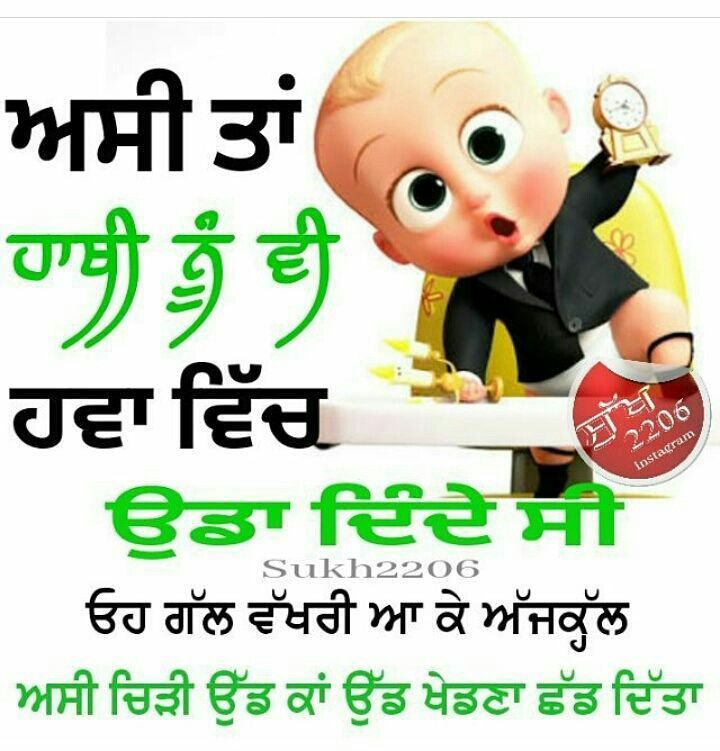 ਅਸੀ ਤਾਂ
ਹਾਥੀ ਨੂੰ ਵੀ
ਹਵਾ ਵਿੱਚ
2206
Instagram
ਉਡਾ ਦਿੰਦੇ ਸੀ
Sukh2206
ਓਹ ਗੱਲ ਵੱਖਰੀ ਆ ਕੇ ਅੱਜਕ੍ਹੱਲ
ਅਸੀ ਚਿੜੀ ਉੱਡ ਕਾਂ ਉੱਡ ਖੇਡਣਾ ਛੱਡ ਦਿੱਤਾ